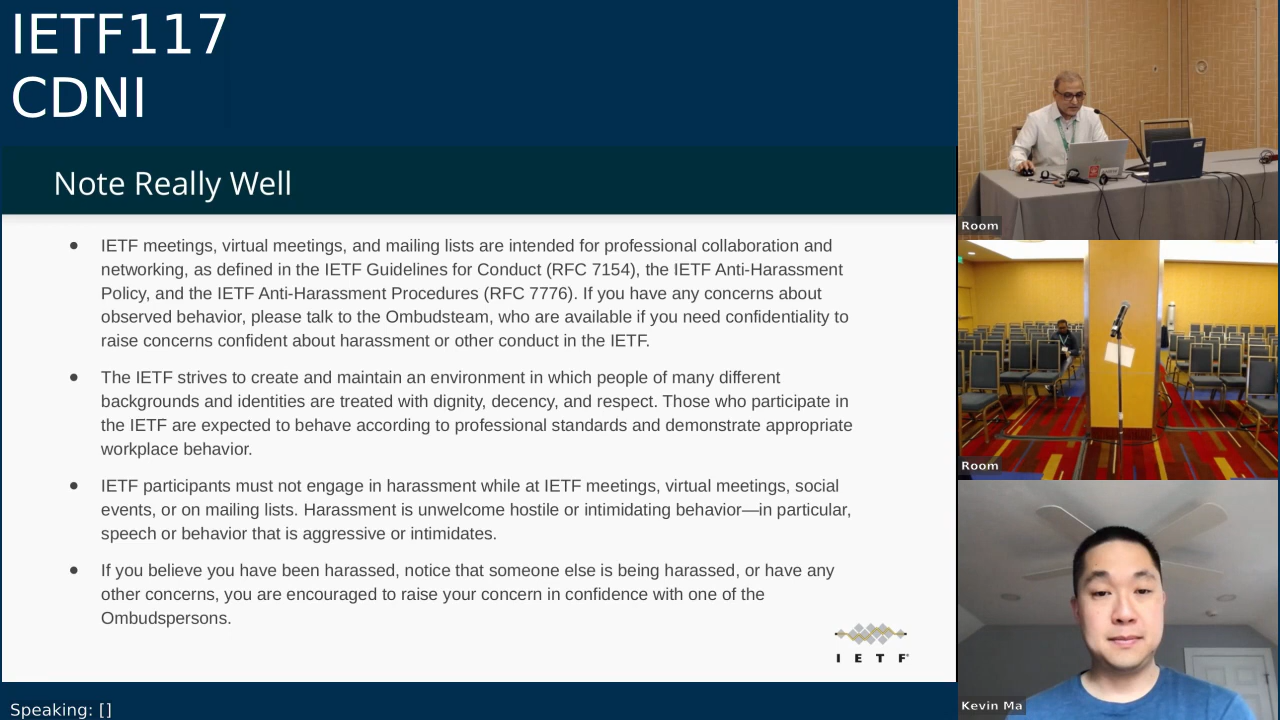 IETF117
CDNI
Note Really Well
● IETF meetings, virtual meetings, and mailing lists are intended for professional collaboration and
networking, as defined in the IETF Guidelines for Conduct (RFC 7154), the IETF Anti-Harassment
Policy, and the IETF Anti-Harassment Procedures (RFC 7776). If you have any concerns about
observed behavior, please talk to the Ombudsteam, who are available if you need confidentiality to
raise concerns confident about harassment or other conduct in the IETF.
● The IETF strives to create and maintain an environment in which people of many different
backgrounds and identities are treated with dignity, decency, and respect. Those who participate in
the IETF are expected to behave according to professional standards and demonstrate appropriate
workplace behavior.
● IETF participants must not engage in harassment while at IETF meetings, virtual meetings, social
events, or on mailing lists. Harassment is unwelcome hostile or intimidating behavior—in particular,
speech or behavior that is aggressive or intimidates.
● If you believe you have been harassed, notice that someone else is being harassed, or have any
other concerns, you are encouraged to raise your concern in confidence with one of the
Ombudspersons.
I E T F®
Speaking: []
Room
Room
Kevin Ma